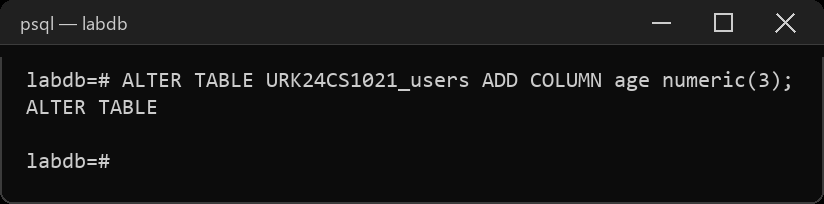 psql — labdb
labdb=# ALTER TABLE URK24CS1021_users ADD COLUMN age numeric(3);
ALTER TABLE
labdb=#